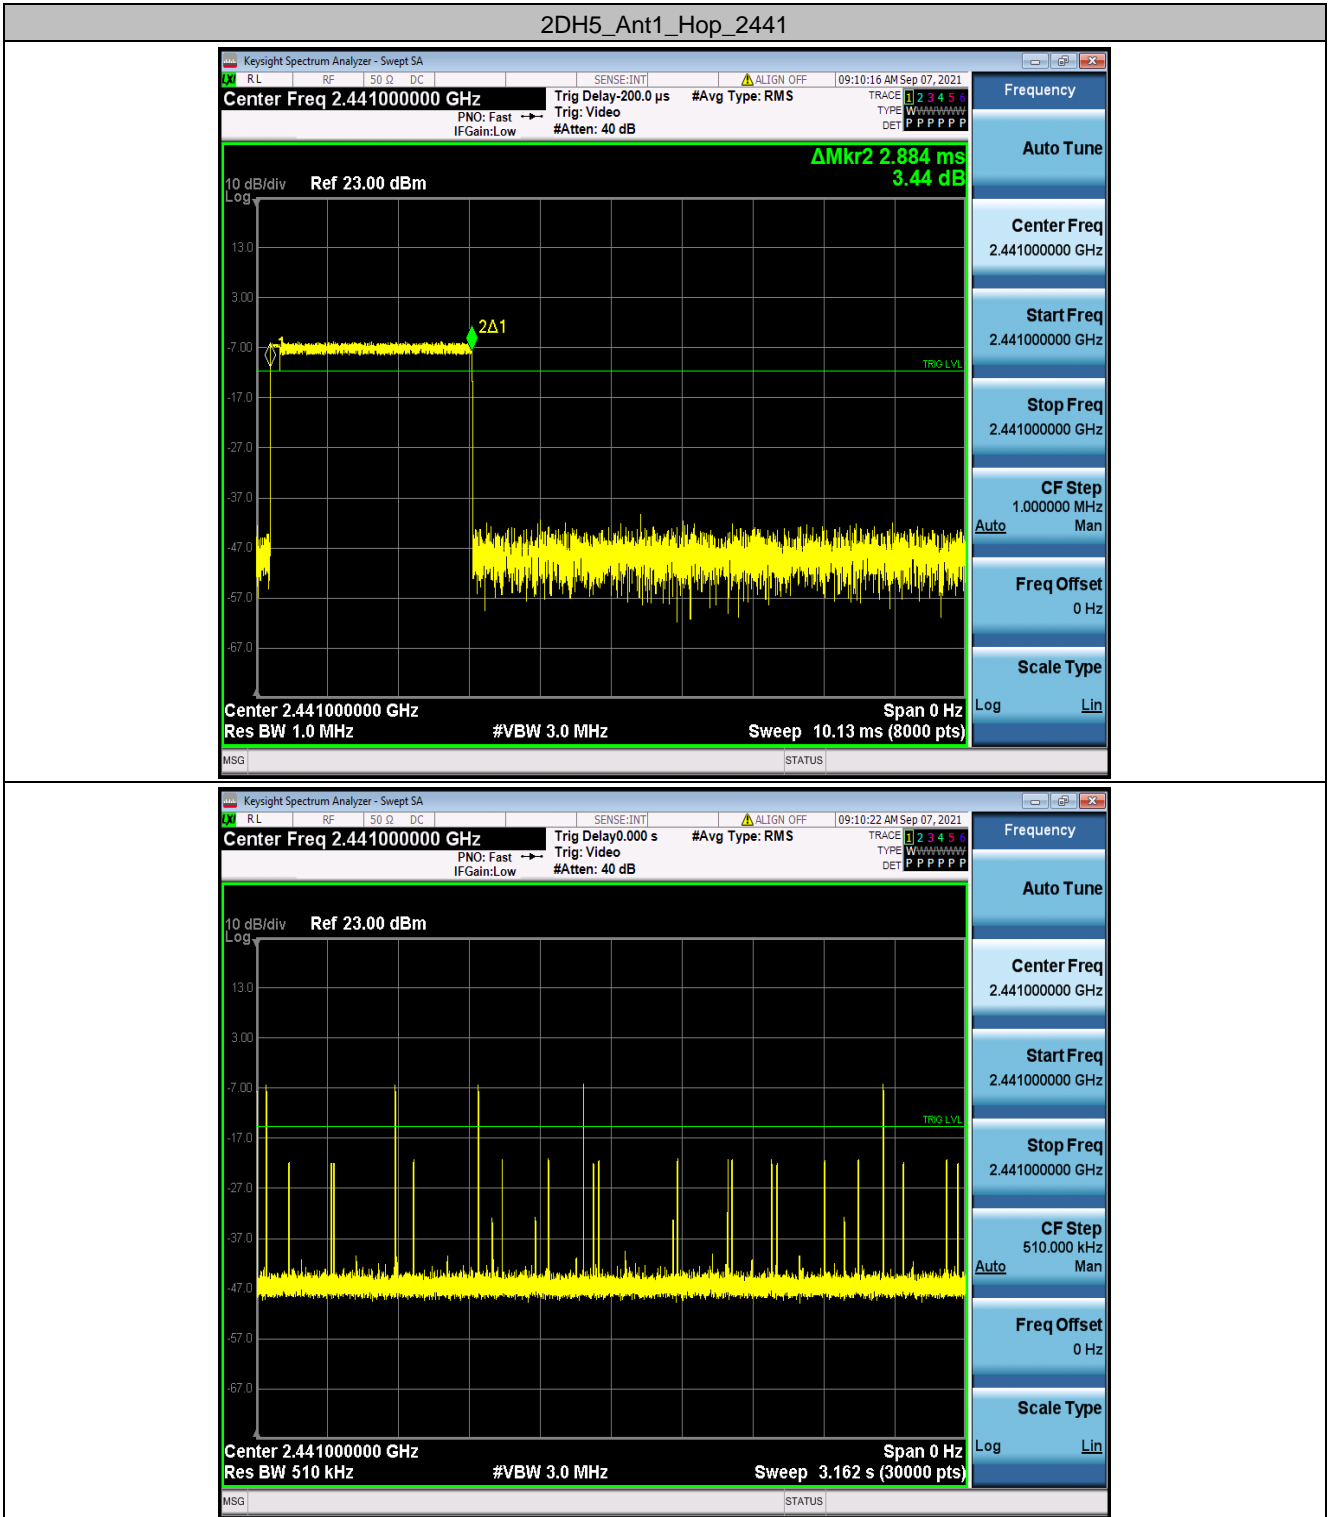 2DH5_Ant1_Hop_2441
Keysight Spectrum Analyzer - Swept SA
LXI RL RF 50 Ω DC SENSE:INT ALIGN OFF 09:10:16 AM Sep 07, 2021
Center Freq 2.441000000 GHz
Trig Delay-200.0 µs #Avg Type: RMS TRACE 1 2 3 4 5 6
PNO: Fast Trig: Video TYPE WWWWWW
IFGain:Low #Atten: 40 dB DET P P P P P P
ΔMkr2 2.884 ms
3.44 dB
10 dB/div Ref 23.00 dBm
Log
13.0
3.00
-7.00
-17.0
-27.0
-37.0
-47.0
-57.0
-67.0
1
2Δ1
TRIG LVL
Center 2.441000000 GHz Span 0 Hz
Res BW 1.0 MHz #VBW 3.0 MHz Sweep 10.13 ms (8000 pts)
MSG STATUS
Frequency
Auto Tune
Center Freq
2.441000000 GHz
Start Freq
2.441000000 GHz
Stop Freq
2.441000000 GHz
CF Step
1.000000 MHz
Auto Man
Freq Offset
0 Hz
Scale Type
Log Lin
Keysight Spectrum Analyzer - Swept SA
LXI RL RF 50 Ω DC SENSE:INT ALIGN OFF 09:10:22 AM Sep 07, 2021
Center Freq 2.441000000 GHz
Trig Delay0.000 s #Avg Type: RMS TRACE 1 2 3 4 5 6
PNO: Fast Trig: Video TYPE WWWWWW
IFGain:Low #Atten: 40 dB DET P P P P P P
10 dB/div Ref 23.00 dBm
Log
13.0
3.00
-7.00
-17.0
-27.0
-37.0
-47.0
-57.0
-67.0
TRIG LVL
Center 2.441000000 GHz Span 0 Hz
Res BW 510 kHz #VBW 3.0 MHz Sweep 3.162 s (30000 pts)
MSG STATUS
Frequency
Auto Tune
Center Freq
2.441000000 GHz
Start Freq
2.441000000 GHz
Stop Freq
2.441000000 GHz
CF Step
510.000 kHz
Auto Man
Freq Offset
0 Hz
Scale Type
Log Lin